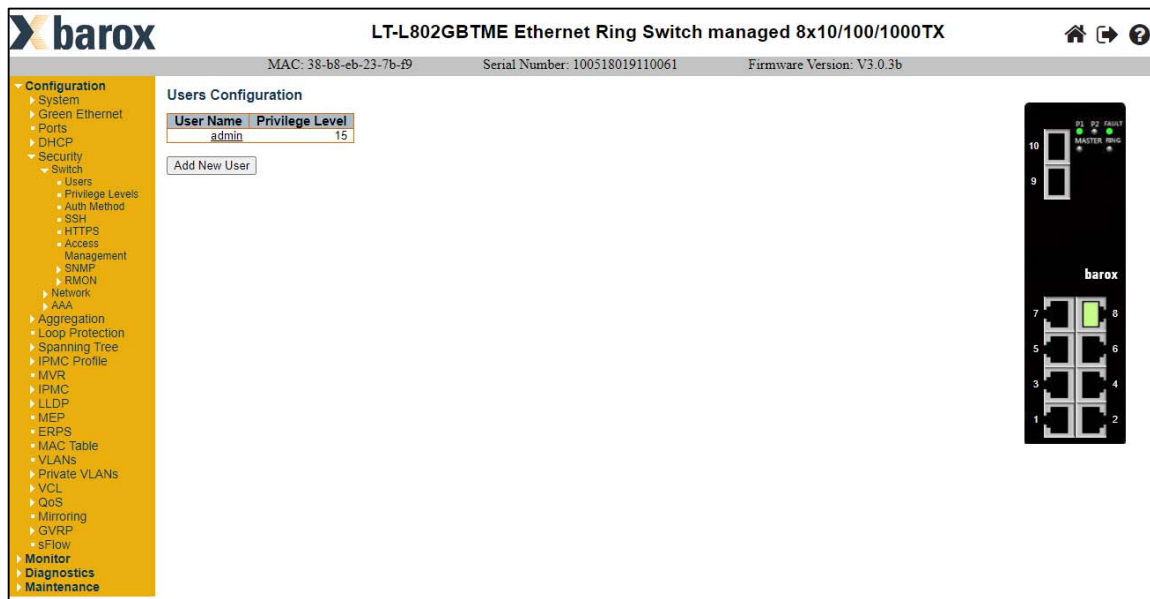 barox
LT-L802GBTME Ethernet Ring Switch managed 8x10/100/1000TX
MAC: 38-b8-eb-23-7b-f9 Serial Number: 100518019110061 Firmware Version: V3.0.3b
Configuration
System
Green Ethernet
Ports
DHCP
Security
Switch
Users
Privilege Levels
Auth Method
SSH
HTTPS
Access
Management
SNMP
RMON
Network
AAA
Aggregation
Loop Protection
Spanning Tree
IPMC Profile
MVR
IPMC
LLDP
MEP
ERPS
MAC Table
VLANs
Private VLANs
VCL
QoS
Mirroring
GVRP
sFlow
Monitor
Diagnostics
Maintenance
Users Configuration
User Name Privilege Level
admin 15
Add New User
P1 P2 FAULT
MASTER RING
10
9
barox
7 8
5 6
3 4
1 2